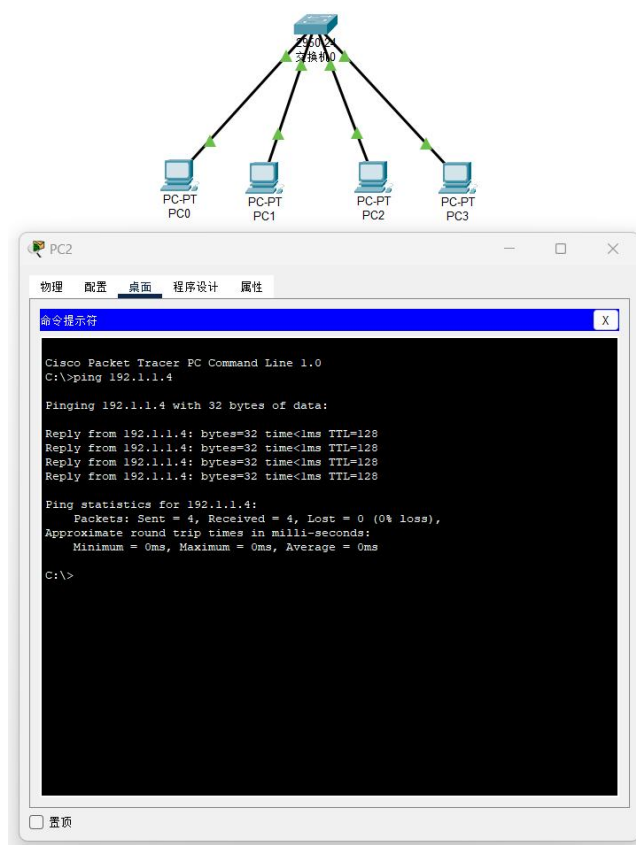 2950-24
交换机0
PC-PT
PC0
PC-PT
PC1
PC-PT
PC2
PC-PT
PC3
PC2
物理 配置 桌面 程序设计 属性
命令提示符
X
Cisco Packet Tracer PC Command Line 1.0
C:\>ping 192.1.1.4
Pinging 192.1.1.4 with 32 bytes of data:
Reply from 192.1.1.4: bytes=32 time<1ms TTL=128
Reply from 192.1.1.4: bytes=32 time<1ms TTL=128
Reply from 192.1.1.4: bytes=32 time<1ms TTL=128
Reply from 192.1.1.4: bytes=32 time<1ms TTL=128
Ping statistics for 192.1.1.4:
Packets: Sent = 4, Received = 4, Lost = 0 (0% loss),
Approximate round trip times in milli-seconds:
Minimum = 0ms, Maximum = 0ms, Average = 0ms
C:\>
置顶